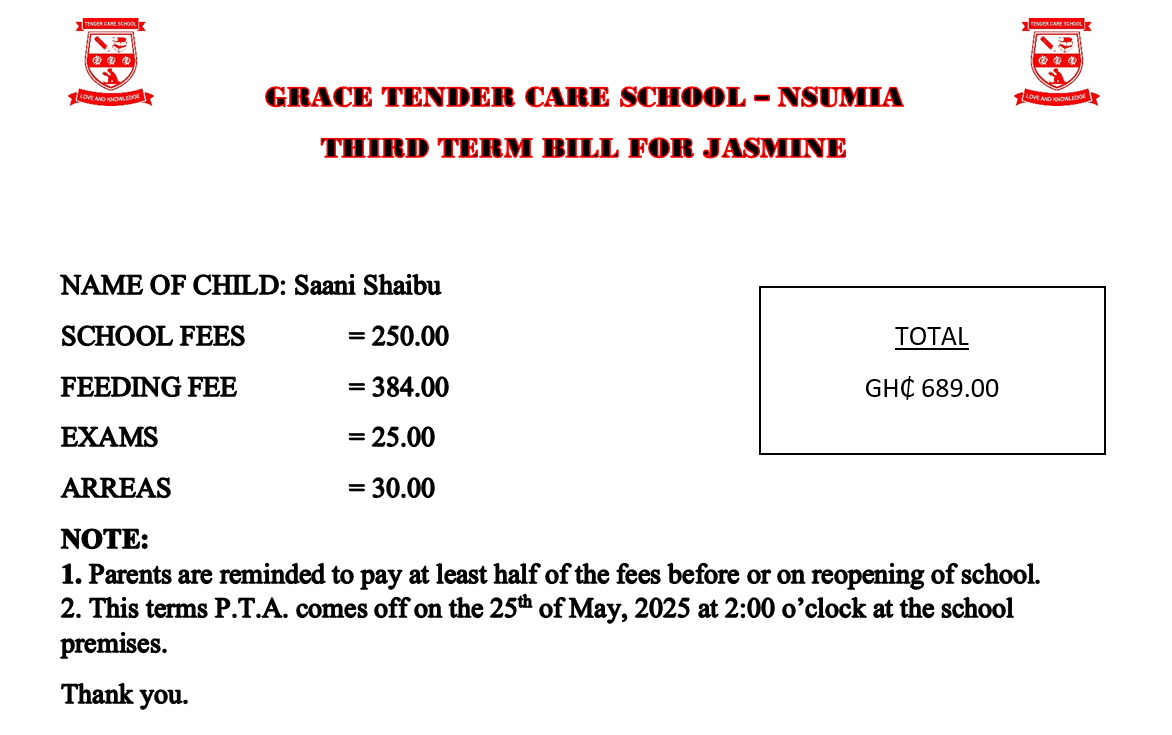 TENDER CARE SCHOOL
LOVE AND KNOWLEDGE
TENDER CARE SCHOOL
LOVE AND KNOWLEDGE
GRACE TENDER CARE SCHOOL – NSUMIA
THIRD TERM BILL FOR JASMINE
NAME OF CHILD: Saani Shaibu
SCHOOL FEES = 250.00
FEEDING FEE = 384.00
EXAMS = 25.00
ARREAS = 30.00
TOTAL
GH₵ 689.00
NOTE:
1. Parents are reminded to pay at least half of the fees before or on reopening of school.
2. This terms P.T.A. comes off on the 25th of May, 2025 at 2:00 o’clock at the school
premises.
Thank you.